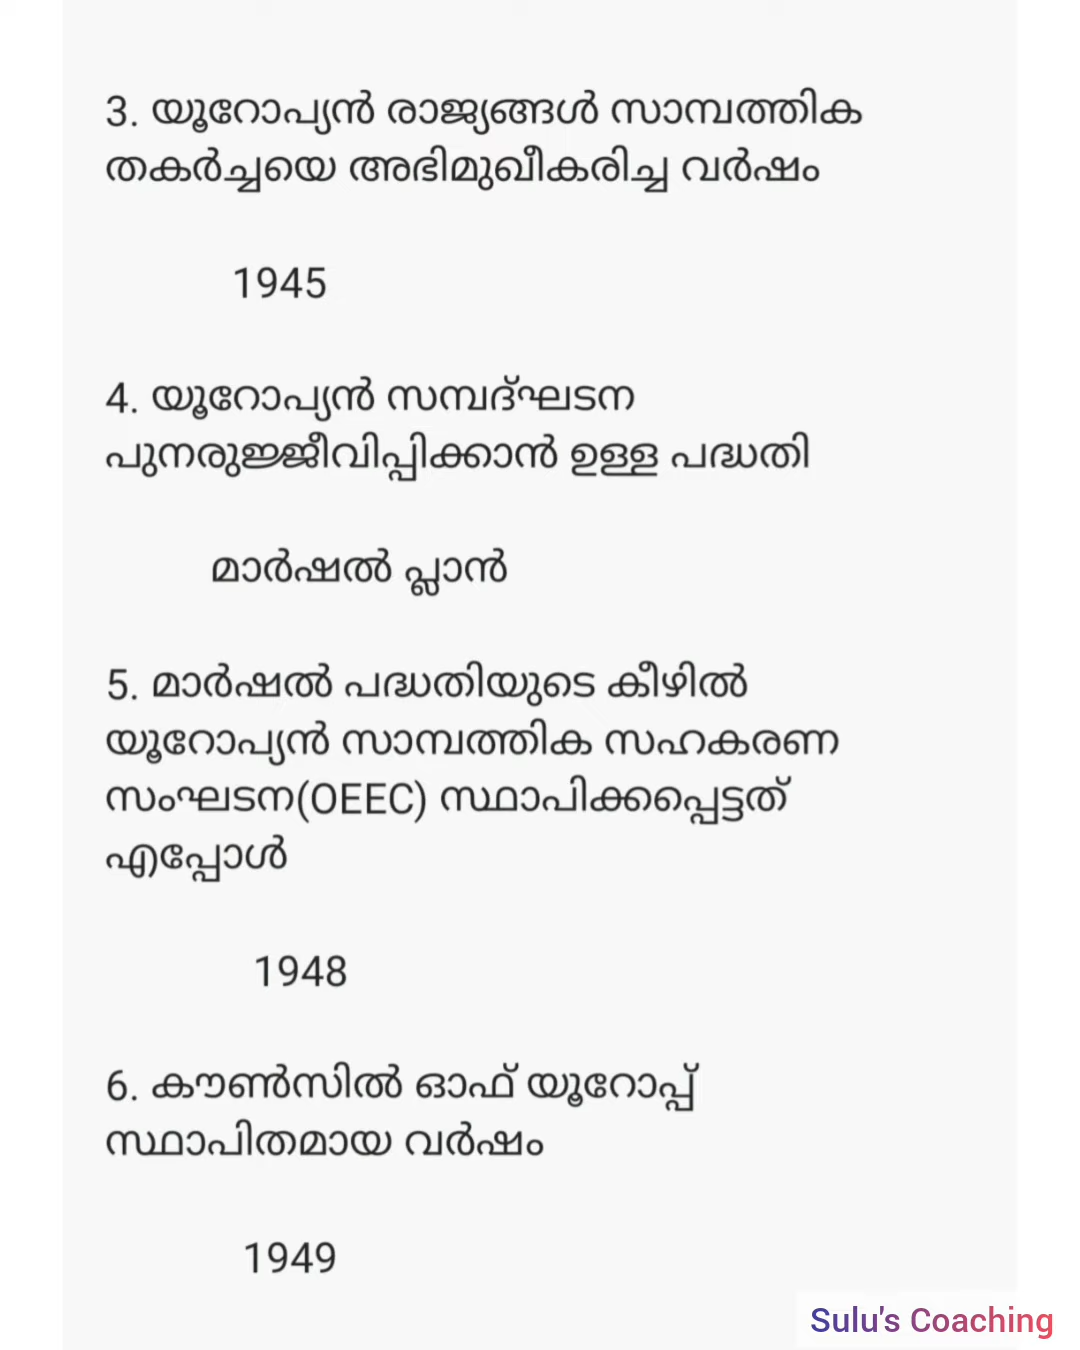 3. യൂറോപ്യൻ രാജ്യങ്ങൾ സാമ്പത്തിക
തകർച്ചയെ അഭിമുഖീകരിച്ച വർഷം
1945
4. യൂറോപ്യൻ സമ്പദ്ഘടന
പുനരുജ്ജീവിപ്പിക്കാൻ ഉള്ള പദ്ധതി
മാർഷൽ പ്ലാൻ
5. മാർഷൽ പദ്ധതിയുടെ കീഴിൽ
യൂറോപ്യൻ സാമ്പത്തിക സഹകരണ
സംഘടന(OEEC) സ്ഥാപിക്കപ്പെട്ടത്
എപ്പോൾ
1948
6. കൗൺസിൽ ഓഫ് യൂറോപ്പ്
സ്ഥാപിതമായ വർഷം
1949
Sulu's Coaching